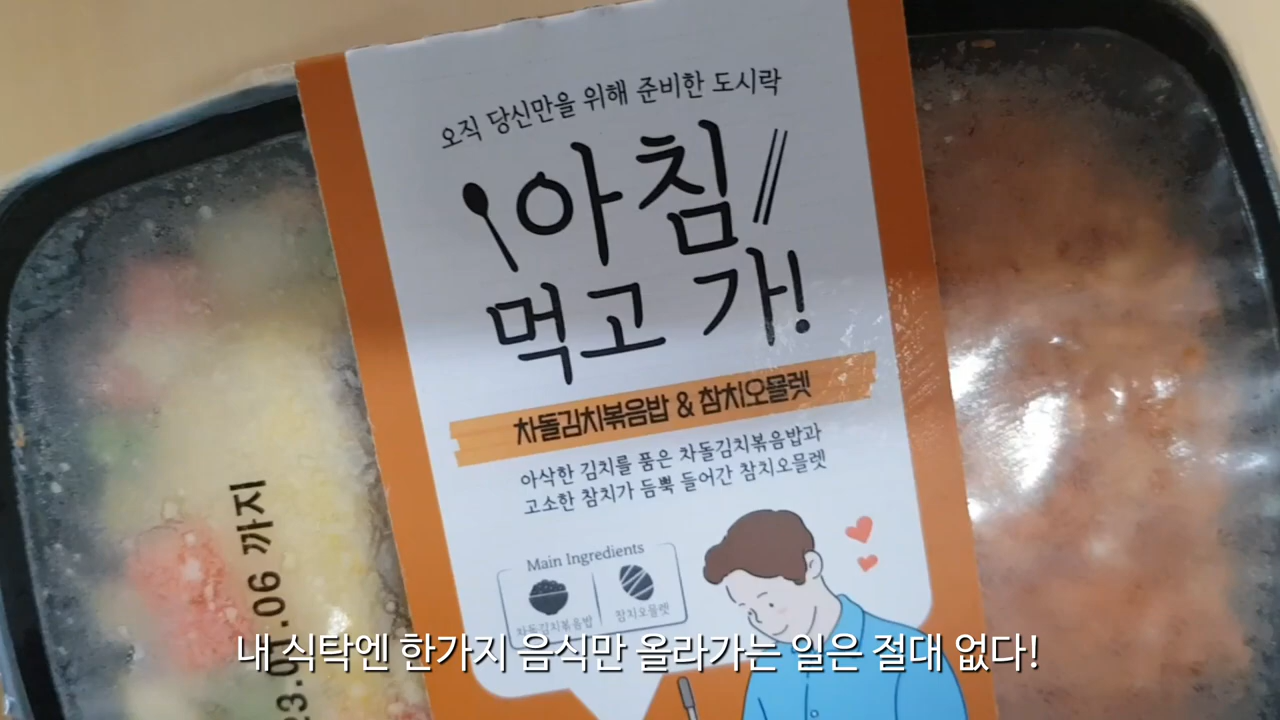 오직 당신만을 위해 준비한 도시락
아침
먹고 가!
차돌김치볶음밥 & 참치오믈렛
아삭한 김치를 품은 차돌김치볶음밥과
고소한 참치가 듬뿍 들어간 참치오믈렛
Main Ingredients
차돌김치볶음밥 참치오믈렛
.06 까지
내 식탁엔 한가지 음식만 올라가는 일은 절대 없다!